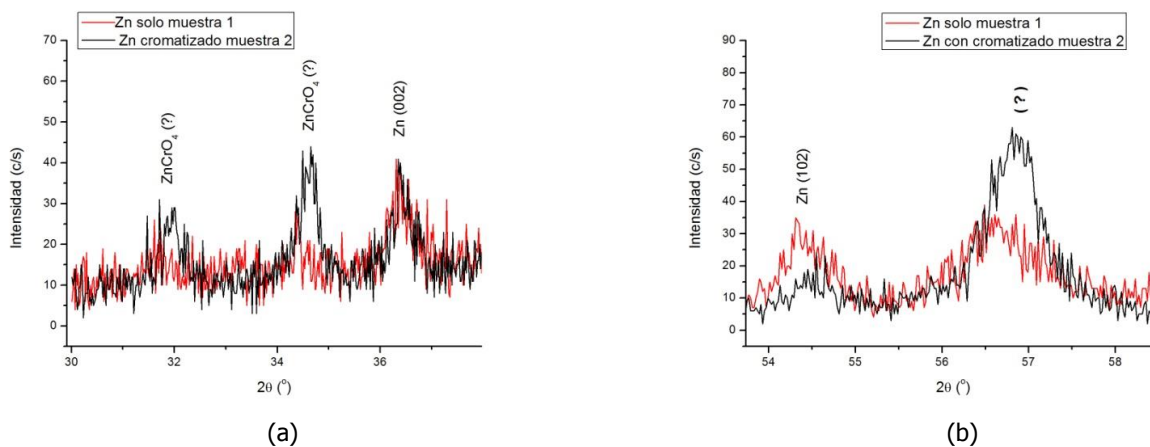 Zn solo muestra 1
Zn cromatizado muestra 2
70
60
50
40
30
20
10
0
Intensidad (c/s)
ZnCrO4 (?)
ZnCrO4 (?)
Zn (002)
30
32
34
36
2θ (°)
(a)
Zn solo muestra 1
Zn con cromatizado muestra 2
90
80
70
60
50
40
30
20
10
0
Intensidad (c/s)
Zn (102)
( ? )
54
55
56
57
58
2θ (°)
(b)